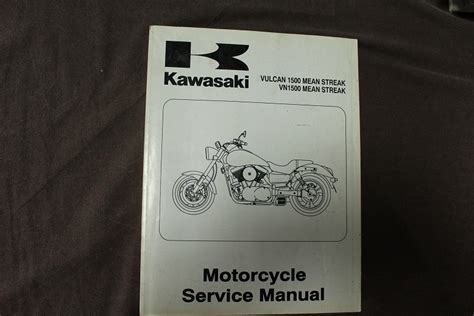 Kawasaki
VULCAN 1500 MEAN STREAK
VN1500 MEAN STREAK
Motorcycle
Service Manual